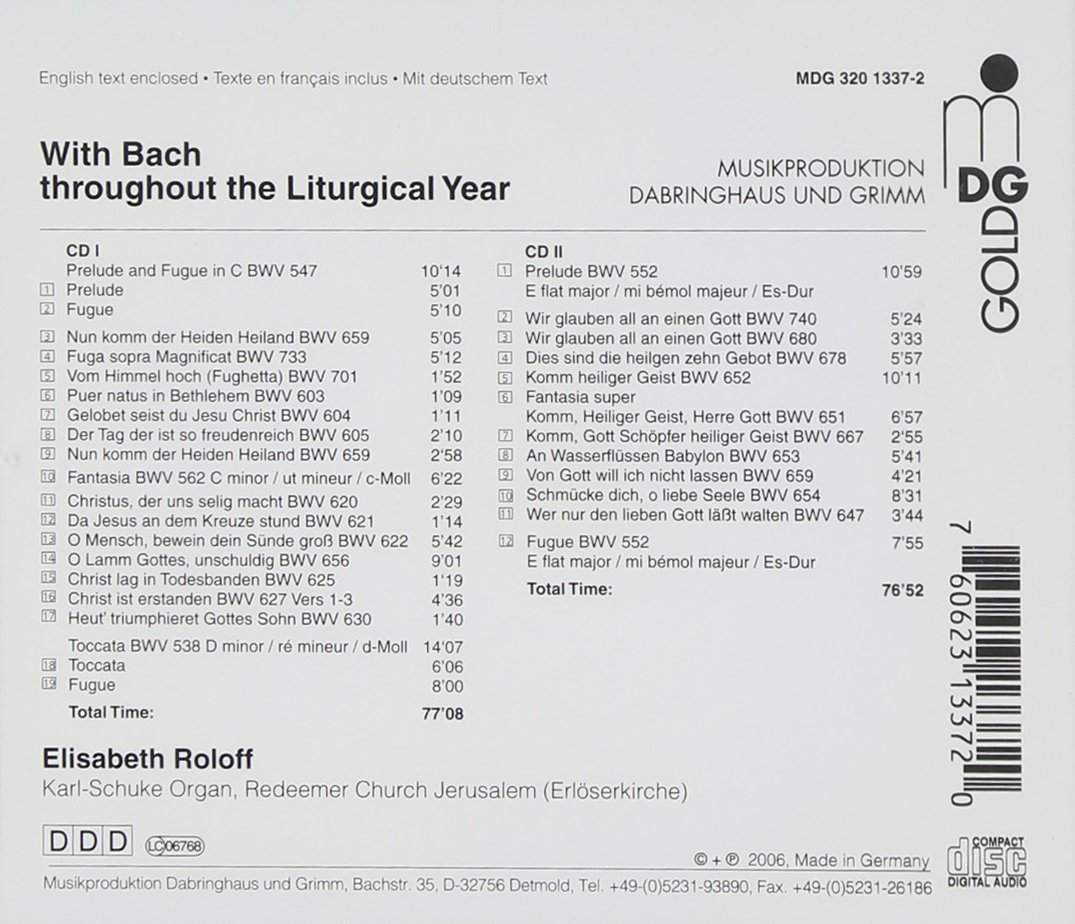 English text enclosed • Texte en français inclus • Mit deutschem Text
MDG 320 1337-2
With Bach
throughout the Liturgical Year
MUSIKPRODUKTION
DABRINGHAUS UND GRIMM
DG
GOLD
CD I
Prelude and Fugue in C BWV 547 10'14
1 Prelude 5'01
2 Fugue 5'10
3 Nun komm der Heiden Heiland BWV 659 5'05
4 Fuga sopra Magnificat BWV 733 5'12
5 Vom Himmel hoch (Fughetta) BWV 701 1'52
6 Puer natus in Bethlehem BWV 603 1'09
7 Gelobet seist du Jesu Christ BWV 604 1'11
8 Der Tag der ist so freudenreich BWV 605 2'10
9 Nun komm der Heiden Heiland BWV 659 2'58
10 Fantasia BWV 562 C minor / ut mineur / c-Moll 6'22
11 Christus, der uns selig macht BWV 620 2'29
12 Da Jesus an dem Kreuze stund BWV 621 1'14
13 O Mensch, bewein dein Sünde groß BWV 622 5'42
14 O Lamm Gottes, unschuldig BWV 656 9'01
15 Christ lag in Todesbanden BWV 625 1'19
16 Christ ist erstanden BWV 627 Vers 1-3 4'36
17 Heut' triumphieret Gottes Sohn BWV 630 1'40
Toccata BWV 538 D minor / ré mineur / d-Moll 14'07
18 Toccata 6'06
19 Fugue 8'00
Total Time: 77'08
CD II
1 Prelude BWV 552 10'59
E flat major / mi bémol majeur / Es-Dur
2 Wir glauben all an einen Gott BWV 740 5'24
3 Wir glauben all an einen Gott BWV 680 3'33
4 Dies sind die heilgen zehn Gebot BWV 678 5'57
5 Komm heiliger Geist BWV 652 10'11
6 Fantasia super
Komm, Heiliger Geist, Herre Gott BWV 651 6'57
7 Komm, Gott Schöpfer heiliger Geist BWV 667 2'55
8 An Wasserflüssen Babylon BWV 653 5'41
9 Von Gott will ich nicht lassen BWV 659 4'21
10 Schmücke dich, o liebe Seele BWV 654 8'31
11 Wer nur den lieben Gott läßt walten BWV 647 3'44
12 Fugue BWV 552 7'55
E flat major / mi bémol majeur / Es-Dur
Total Time: 76'52
7 60623 13372 0
Elisabeth Roloff
Karl-Schuke Organ, Redeemer Church Jerusalem (Erlöserkirche)
DDD
LC 06768
© + ℗ 2006, Made in Germany
COMPACT
disc
DIGITAL AUDIO
Musikproduktion Dabringhaus und Grimm, Bachstr. 35, D-32756 Detmold, Tel. +49-(0)5231-93890, Fax. +49-(0)5231-26186